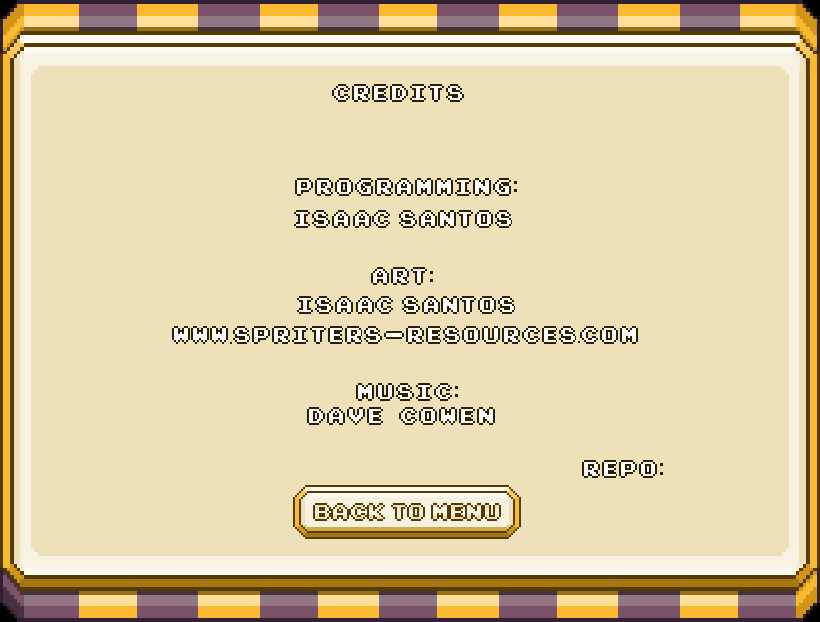 CREDITS
PROGRAMMING:
ISAAC SANTOS
ART:
ISAAC SANTOS
WWW.SPRITERS-RESOURCES.COM
MUSIC:
DAVE COWEN
REPO:
BACK TO MENU